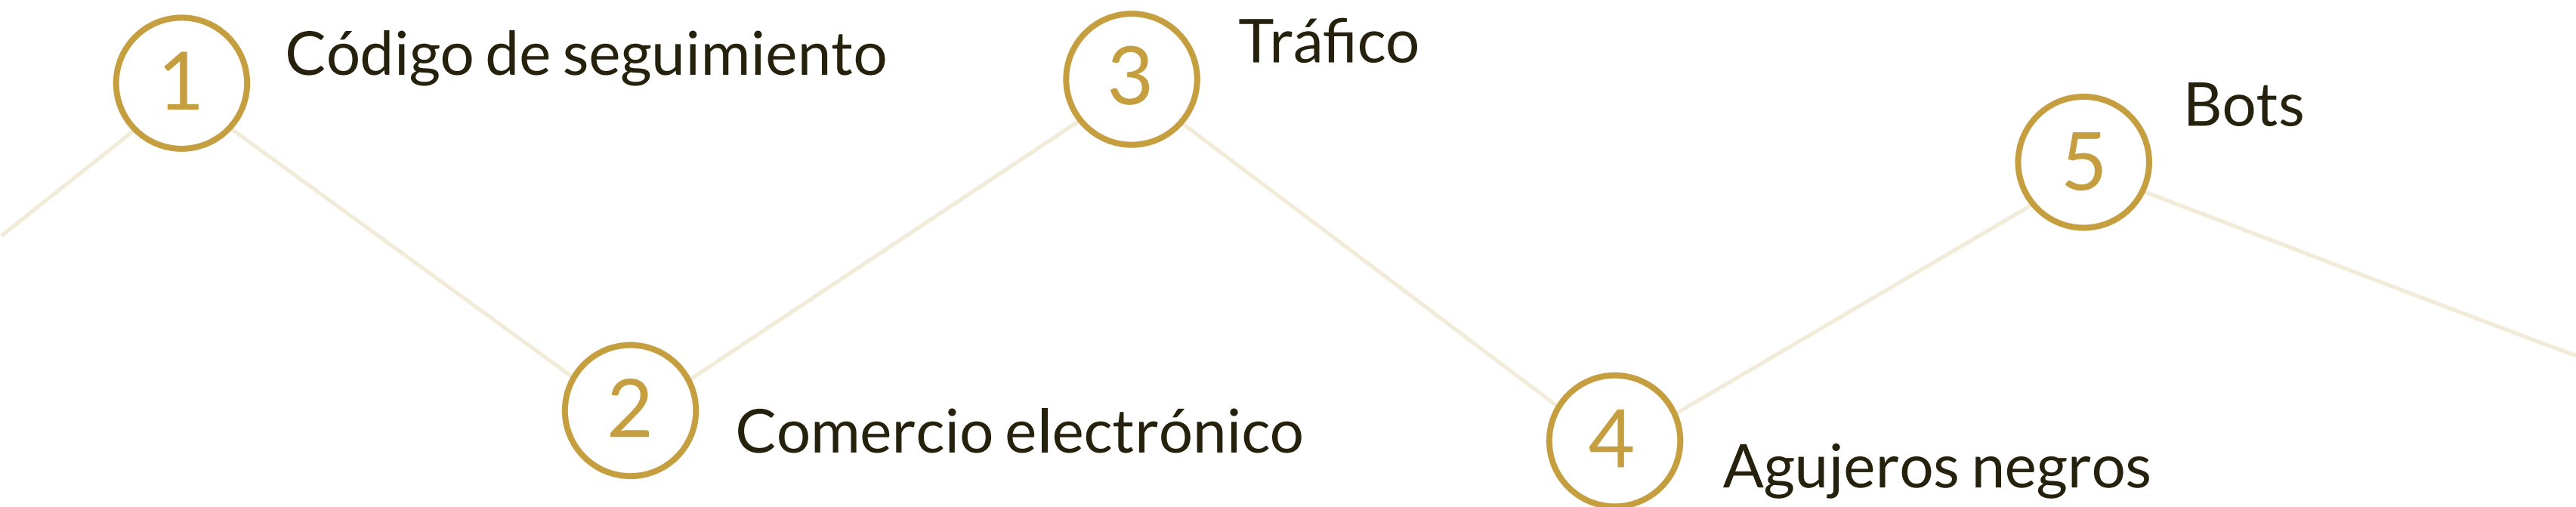 1
Código de seguimiento
2
Comercio electrónico
3
Tráfico
4
Agujeros negros
5
Bots